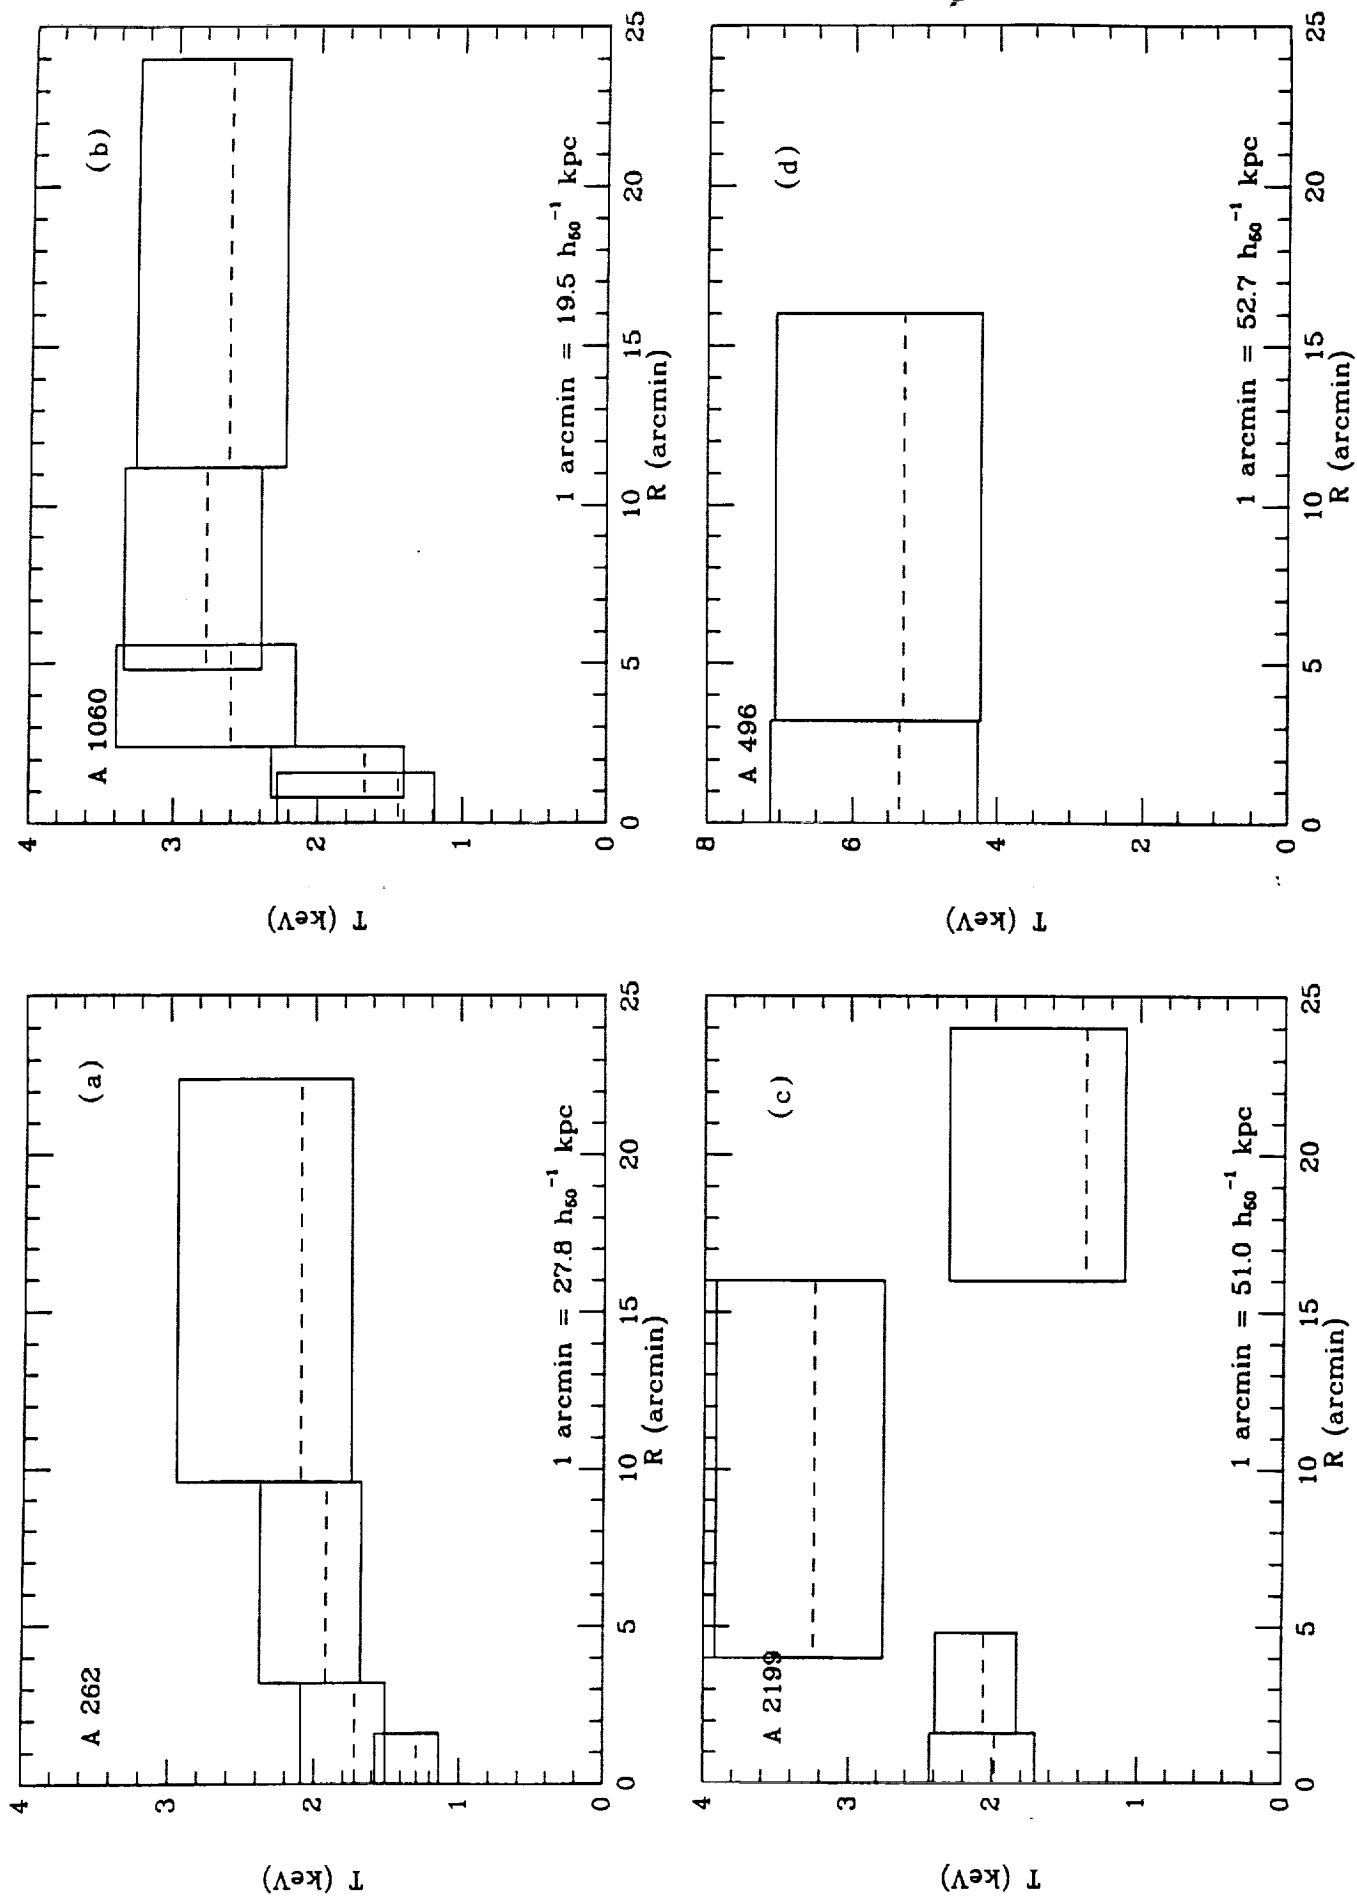 A 262
(a)
1 arcmin = 27.8 h₅₀⁻¹ kpc
T (keV)
4
3
2
1
0
0
5
10
15
20
25
R (arcmin)
A 1060
(b)
1 arcmin = 19.5 h₅₀⁻¹ kpc
T (keV)
4
3
2
1
0
0
5
10
15
20
25
R (arcmin)
A 2199
(c)
1 arcmin = 51.0 h₅₀⁻¹ kpc
T (keV)
4
3
2
1
0
0
5
10
15
20
25
R (arcmin)
A 496
(d)
1 arcmin = 52.7 h₅₀⁻¹ kpc
T (keV)
8
6
4
2
0
0
5
10
15
20
25
R (arcmin)